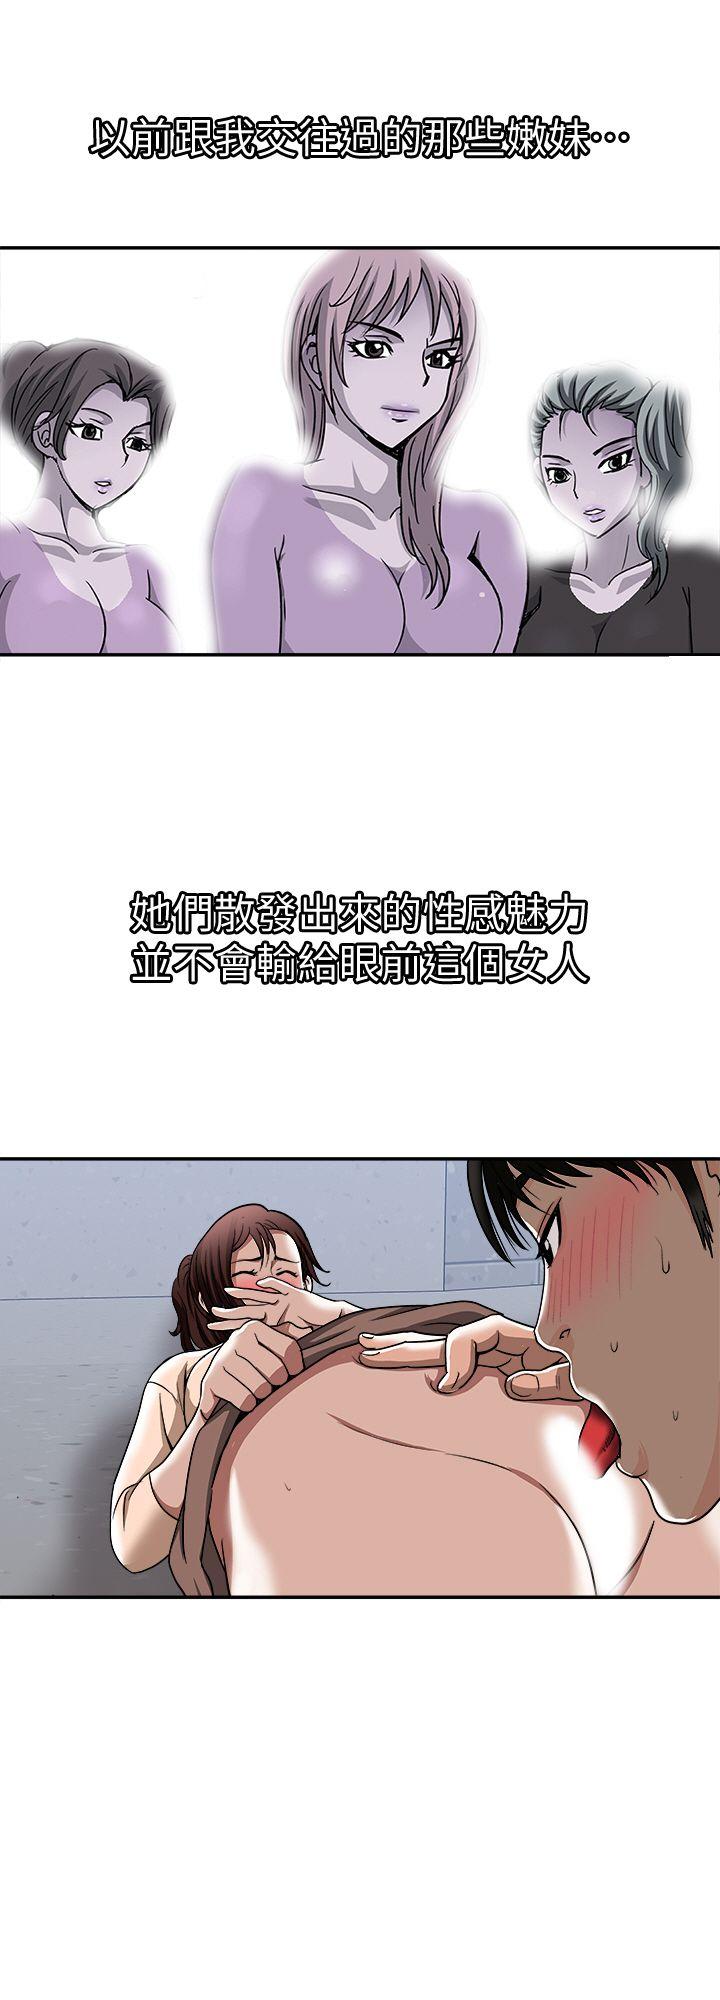 以前跟我交往過的那些嫩妹⋯
她們散發出來的性感魅力
並不會輸給眼前這個女人